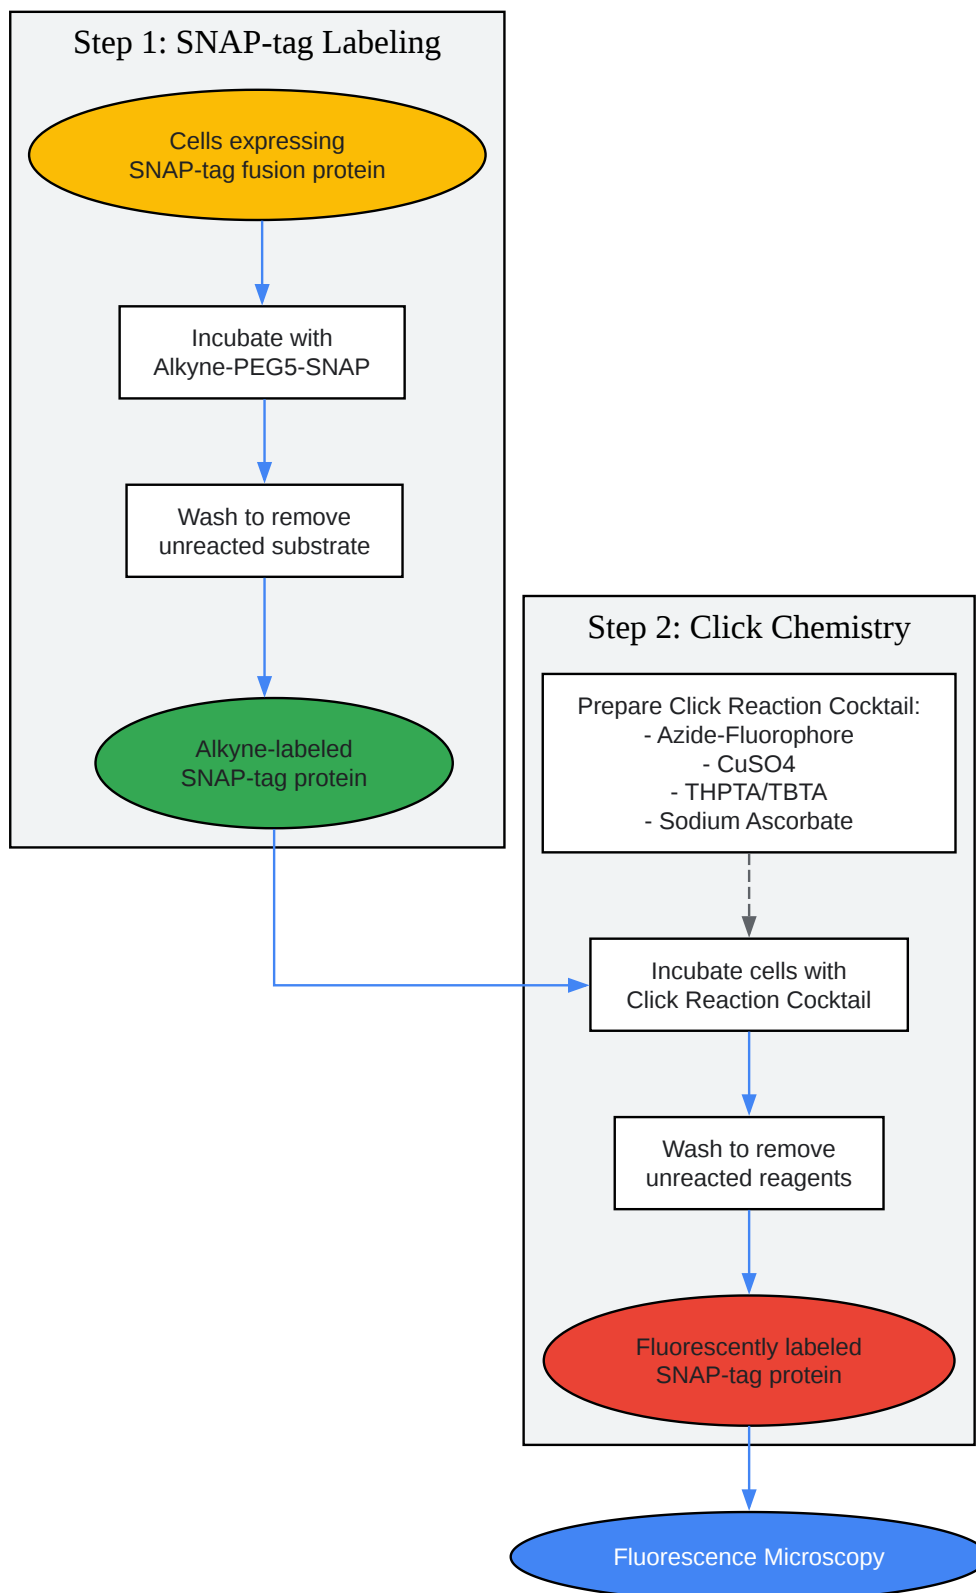 Step 1: SNAP-tag Labeling
Cells expressing
SNAP-tag fusion protein
Incubate with
Alkyne-PEG5-SNAP
Wash to remove
unreacted substrate
Alkyne-labeled
SNAP-tag protein
Step 2: Click Chemistry
Prepare Click Reaction Cocktail:
- Azide-Fluorophore
- CuSO4
- THPTA/TBTA
- Sodium Ascorbate
Incubate cells with
Click Reaction Cocktail
Wash to remove
unreacted reagents
Fluorescently labeled
SNAP-tag protein
Fluorescence Microscopy